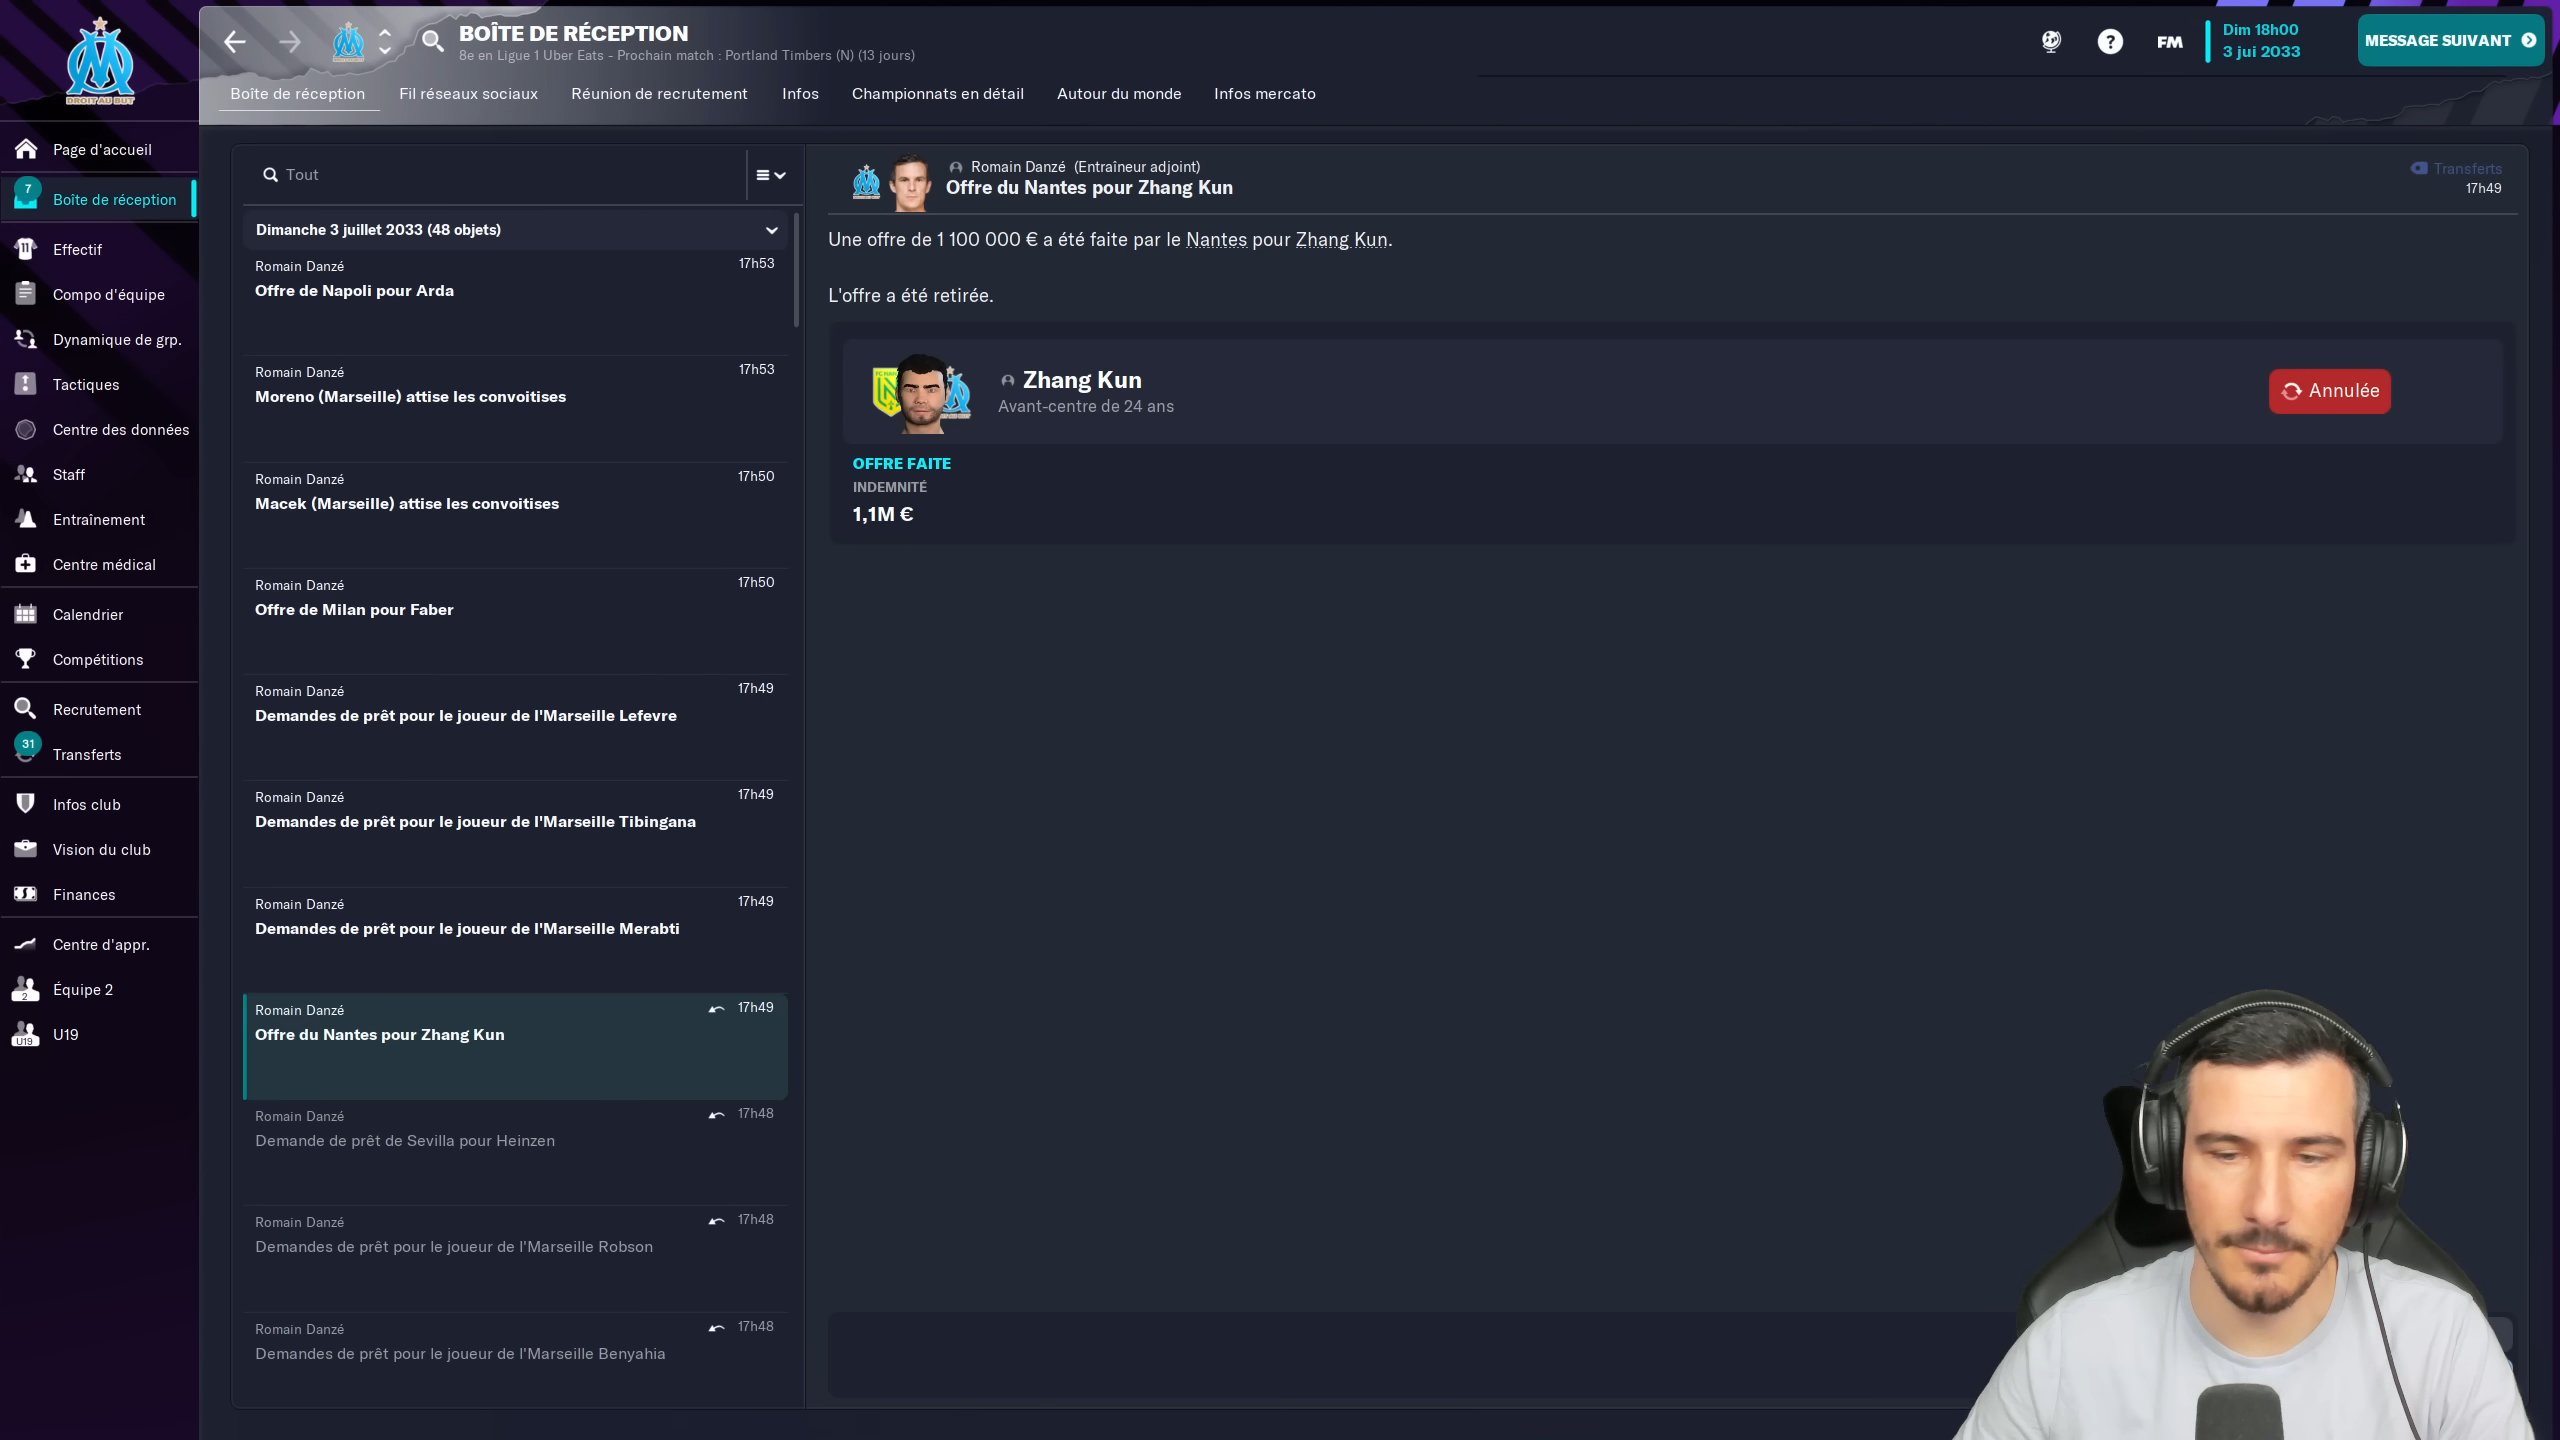 DROIT AU BUT
BOÎTE DE RÉCEPTION
8e en Ligue 1 Uber Eats - Prochain match : Portland Timbers (N) (13 jours)
FM
Dim 18h00
3 jui 2033
MESSAGE SUIVANT
Boîte de réception
Fil réseaux sociaux
Réunion de recrutement
Infos
Championnats en détail
Autour du monde
Infos mercato
Page d'accueil
7
Boîte de réception
11
Effectif
Compo d'équipe
Dynamique de grp.
Tactiques
Centre des données
Staff
Entraînement
Centre médical
Calendrier
Compétitions
Recrutement
31
Transferts
Infos club
Vision du club
Finances
Centre d'appr.
2
Équipe 2
U19
U19
Tout
Dimanche 3 juillet 2033 (48 objets)
Romain Danzé
17h53
Offre de Napoli pour Arda
Romain Danzé
17h53
Moreno (Marseille) attise les convoitises
Romain Danzé
17h50
Macek (Marseille) attise les convoitises
Romain Danzé
17h50
Offre de Milan pour Faber
Romain Danzé
17h49
Demandes de prêt pour le joueur de l'Marseille Lefevre
Romain Danzé
17h49
Demandes de prêt pour le joueur de l'Marseille Tibingana
Romain Danzé
17h49
Demandes de prêt pour le joueur de l'Marseille Merabti
Romain Danzé
17h49
Offre du Nantes pour Zhang Kun
Romain Danzé
17h48
Demande de prêt de Sevilla pour Heinzen
Romain Danzé
17h48
Demandes de prêt pour le joueur de l'Marseille Robson
Romain Danzé
17h48
Demandes de prêt pour le joueur de l'Marseille Benyahia
Romain Danzé (Entraîneur adjoint)
Offre du Nantes pour Zhang Kun
Transferts
17h49
Une offre de 1 100 000 € a été faite par le Nantes pour Zhang Kun.
L'offre a été retirée.
Zhang Kun
Avant-centre de 24 ans
Annulée
OFFRE FAITE
INDEMNITÉ
1,1M €